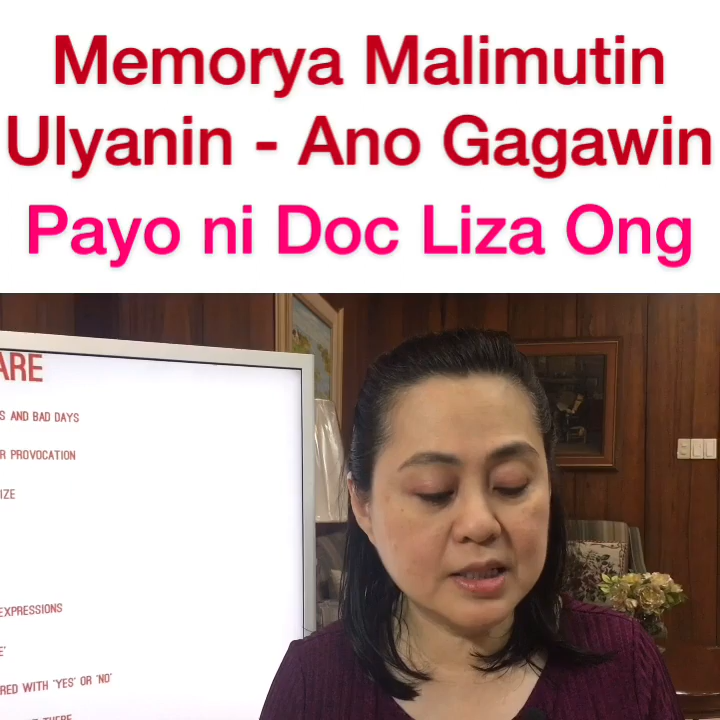 Memorya Malimutin
Ulyanin - Ano Gagawin
Payo ni Doc Liza Ong
ARE
S AND BAD DAYS
R PROVOCATION
IZE
EXPRESSIONS
E'
RED WITH 'YES' OR 'NO'
THERE